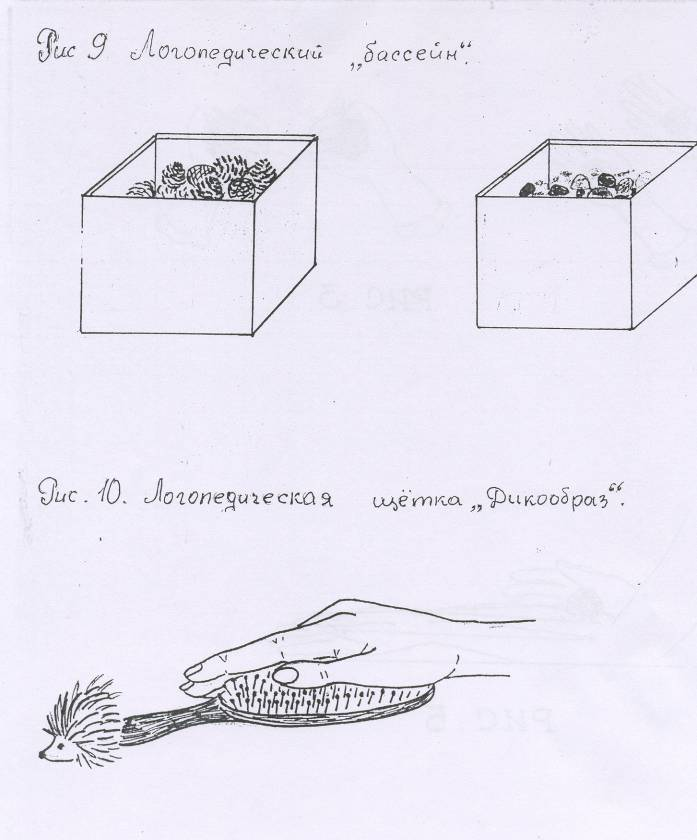 Рис 9 Логопедический „бассейн“.
Рис. 10. Логопедическая щётка „Дикообраз“.